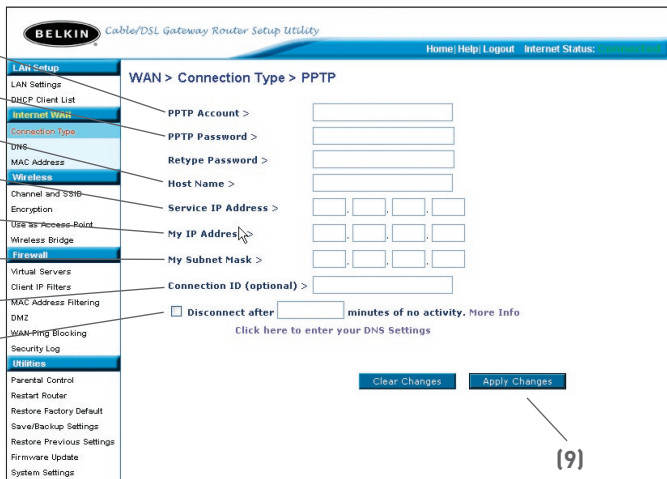 BELKIN Cable/DSL Gateway Router Setup Utility
Home| Help| Logout Internet Status:
LAN Setup
LAN Settings
DHCP Client List
Internet WAN
Connection Type
DNS
MAC Address
Wireless
Channel and SSID
Encryption
Use as Access Point
Wireless Bridge
Firewall
Virtual Servers
Client IP Filters
MAC Address Filtering
DMZ
WAN Ping Blocking
Security Log
Utilities
Parental Control
Restart Router
Restore Factory Default
Save/Backup Settings
Restore Previous Settings
Firmware Update
System Settings
WAN > Connection Type > PPTP
PPTP Account >
PPTP Password >
Retype Password >
Host Name >
Service IP Address > . . .
My IP Address > . . .
My Subnet Mask > . . .
Connection ID (optional) >
Disconnect after minutes of no activity. More Info
Click here to enter your DNS Settings
Clear Changes Apply Changes
(9)